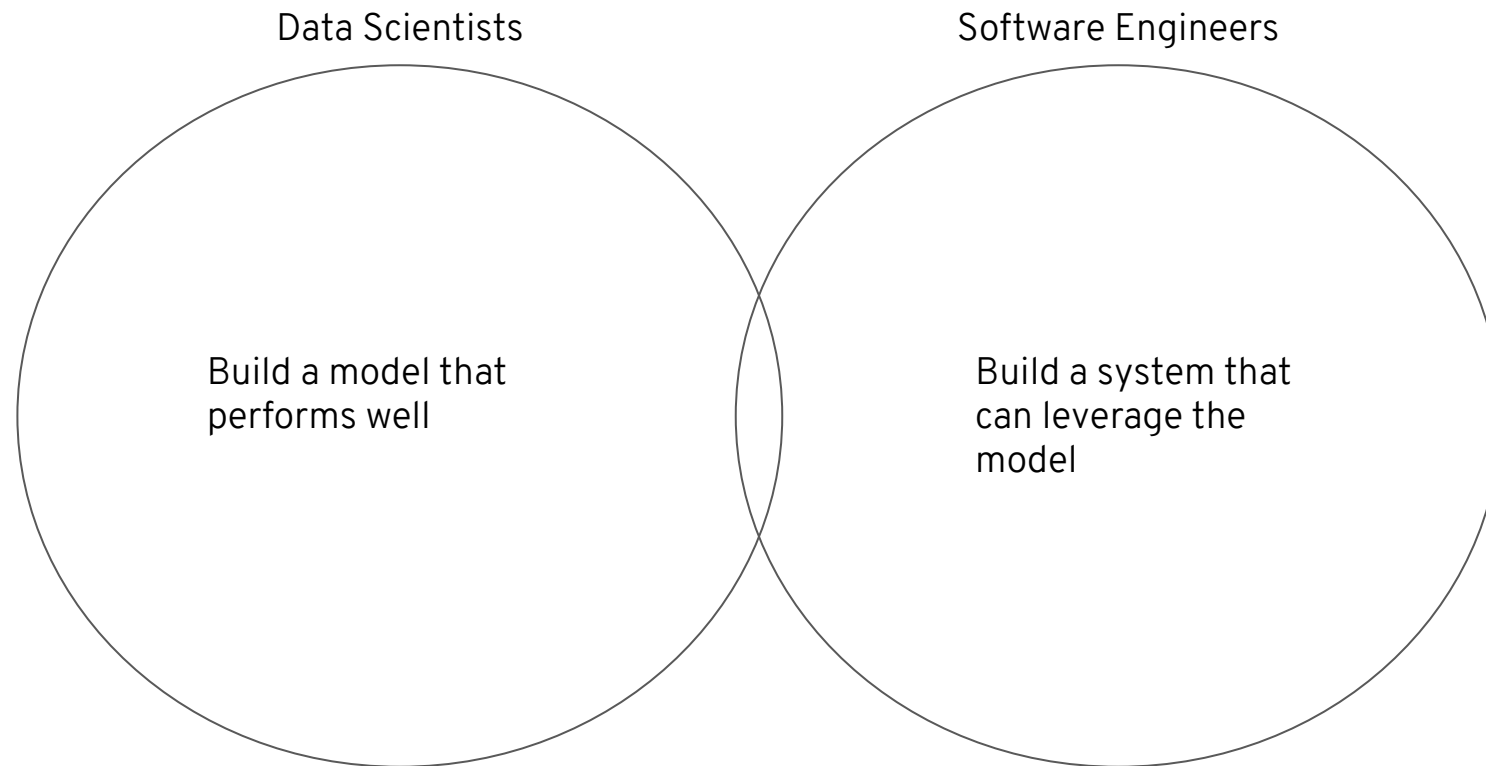 Data Scientists
Software Engineers
Build a model that
performs well
Build a system that
can leverage the
model